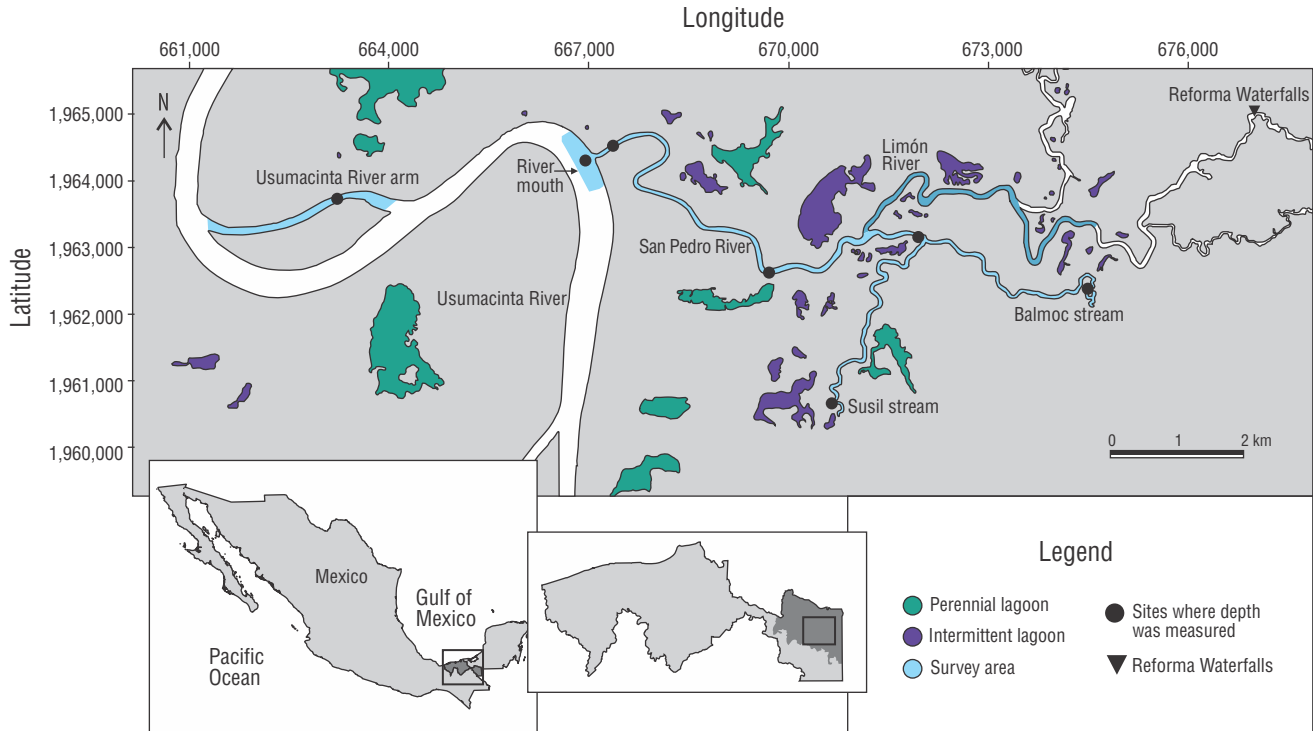 Longitude
661,000
664,000
667,000
670,000
673,000
676,000
Latitude
1,965,000
1,964,000
1,963,000
1,962,000
1,961,000
1,960,000
N
Reforma Waterfalls
Usumacinta River arm
River
mouth
Limón
River
San Pedro River
Usumacinta River
Balmoc stream
Susil stream
0 1 2 km
Mexico
Gulf of
Mexico
Pacific
Ocean
Legend
Perennial lagoon
Intermittent lagoon
Survey area
Sites where depth
was measured
Reforma Waterfalls